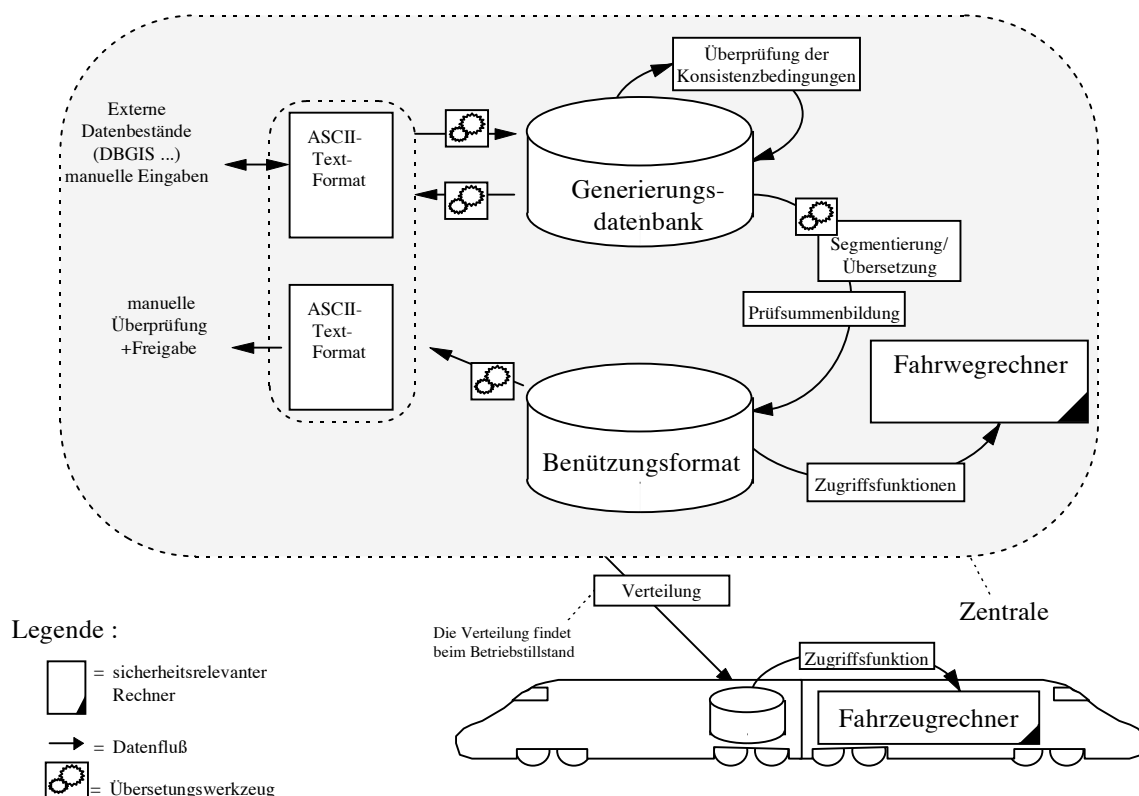 Überprüfung der
Konsistenzbedingungen
Externe
Datenbestände
(DBGIS ...)
manuelle Eingaben
ASCII-
Text-
Format
Generierungs-
datenbank
Segmentierung/
Übersetzung
Prüfsummenbildung
manuelle
Überprüfung
+Freigabe
ASCII-
Text-
Format
Fahrwegrechner
Benützungsformat
Zugriffsfunktionen
Verteilung
Zentrale
Die Verteilung findet
beim Betriebstillstand
Zugriffsfunktion
Fahrzeugrechner
Legende :
= sicherheitsrelevanter
Rechner
= Datenfluß
= Übersetungswerkzeug